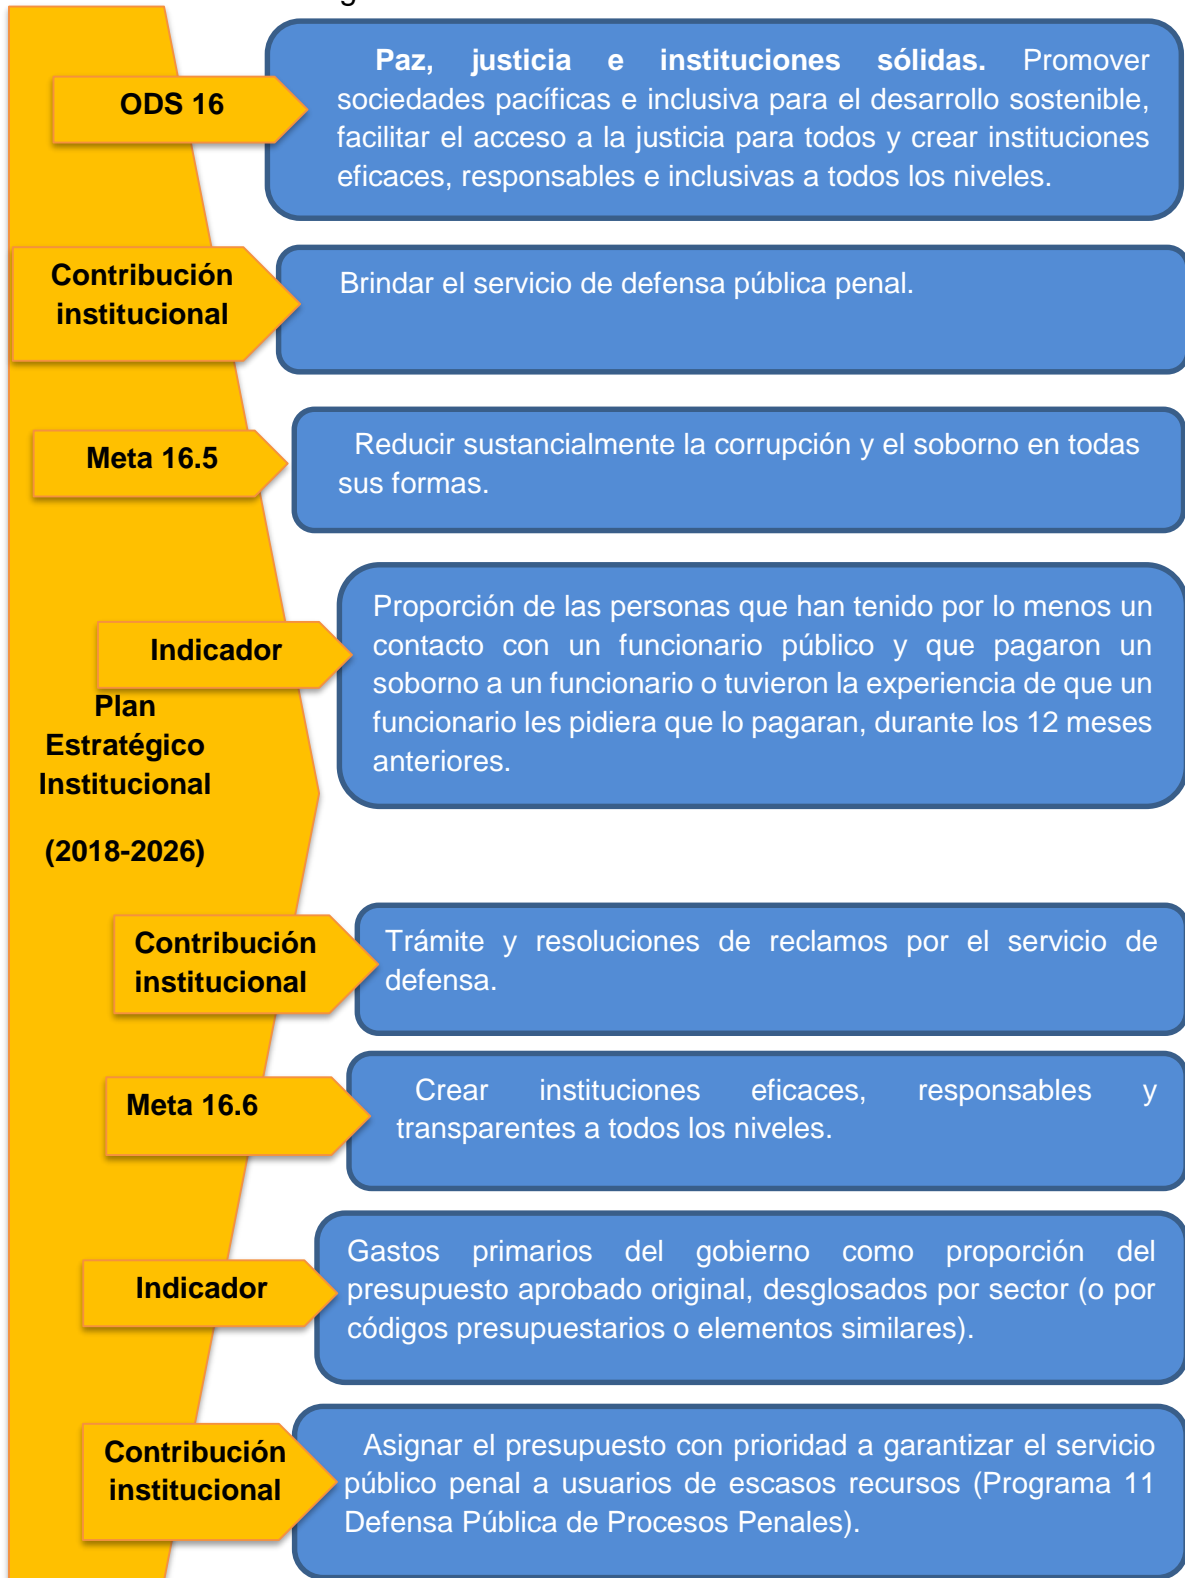 ODS 16
Paz, justicia e instituciones sólidas. Promover
sociedades pacíficas e inclusiva para el desarrollo sostenible,
facilitar el acceso a la justicia para todos y crear instituciones
eficaces, responsables e inclusivas a todos los niveles.
Contribución
institucional
Brindar el servicio de defensa pública penal.
Meta 16.5
Reducir sustancialmente la corrupción y el soborno en todas
sus formas.
Indicador
Proporción de las personas que han tenido por lo menos un
contacto con un funcionario público y que pagaron un
soborno a un funcionario o tuvieron la experiencia de que un
funcionario les pidiera que lo pagaran, durante los 12 meses
anteriores.
Plan
Estratégico
Institucional
(2018-2026)
Contribución
institucional
Trámite y resoluciones de reclamos por el servicio de
defensa.
Meta 16.6
Crear instituciones eficaces, responsables y
transparentes a todos los niveles.
Indicador
Gastos primarios del gobierno como proporción del
presupuesto aprobado original, desglosados por sector (o por
códigos presupuestarios o elementos similares).
Contribución
institucional
Asignar el presupuesto con prioridad a garantizar el servicio
público penal a usuarios de escasos recursos (Programa 11
Defensa Pública de Procesos Penales).